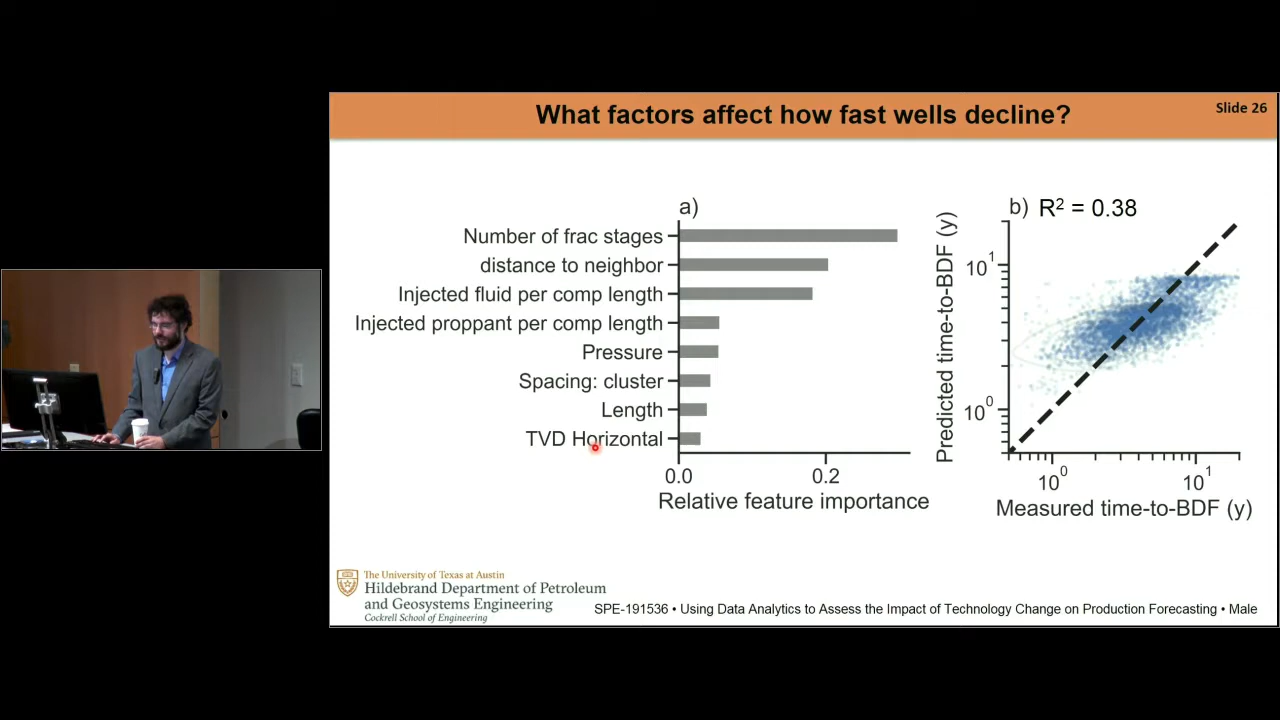 What factors affect how fast wells decline?
Slide 26
a)
Number of frac stages
distance to neighbor
Injected fluid per comp length
Injected proppant per comp length
Pressure
Spacing: cluster
Length
TVD Horizontal
0.0 0.2
Relative feature importance
b) R² = 0.38
Predicted time-to-BDF (y)
10¹
10⁰
10⁰ 10¹
Measured time-to-BDF (y)
The University of Texas at Austin
Hildebrand Department of Petroleum
and Geosystems Engineering
Cockrell School of Engineering
SPE-191536 • Using Data Analytics to Assess the Impact of Technology Change on Production Forecasting • Male